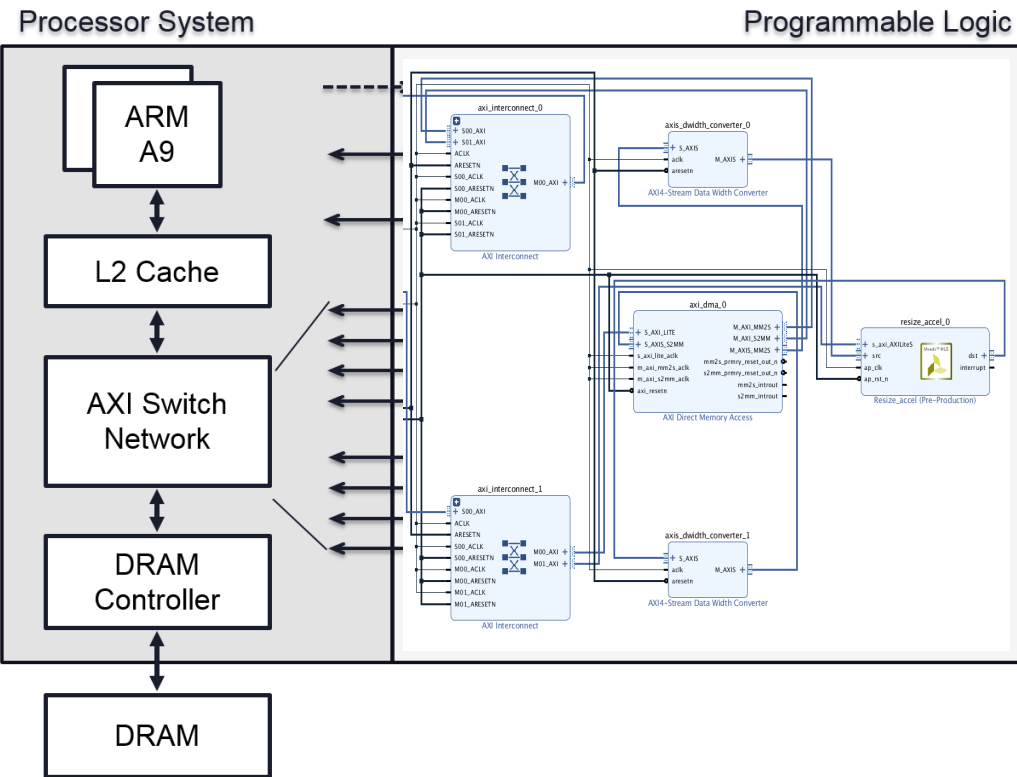 Processor System
Programmable Logic
ARM
A9
L2 Cache
AXI Switch
Network
DRAM
Controller
DRAM
axi_interconnect_0
S00_AXI
S01_AXI
ACLK
ARESETN
S00_ACLK
S00_ARESETN
M00_ACLK
M00_ARESETN
S01_ACLK
S01_ARESETN
M00_AXI
AXI Interconnect
axis_dwidth_converter_0
S_AXIS
aclk
aresetn
M_AXIS
AXI4-Stream Data Width Converter
axi_dma_0
S_AXI_LITE
S_AXIS_S2MM
s_axi_lite_aclk
m_axi_mm2s_aclk
m_axi_s2mm_aclk
axi_resetn
M_AXI_MM2S
M_AXI_S2MM
M_AXIS_MM2S
mm2s_prmry_reset_out_n
s2mm_prmry_reset_out_n
mm2s_introut
s2mm_introut
AXI Direct Memory Access
resize_accel_0
s_axi_AXILiteS
src
ap_clk
ap_rst_n
Vivado® HLS
dst
interrupt
Resize_accel (Pre-Production)
axi_interconnect_1
S00_AXI
ACLK
ARESETN
S00_ACLK
S00_ARESETN
M00_ACLK
M00_ARESETN
M01_ACLK
M01_ARESETN
M00_AXI
M01_AXI
AXI Interconnect
axis_dwidth_converter_1
S_AXIS
aclk
aresetn
M_AXIS
AXI4-Stream Data Width Converter